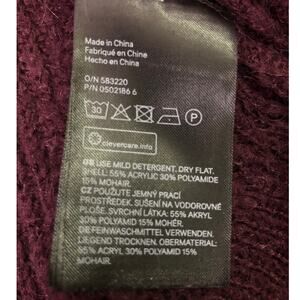 Made in China
Fabriqué en Chine
Hecho en China
O/N 583220
P/N 0502186 6
30
P
clevercare.info
GB USE MILD DETERGENT. DRY FLAT.
SHELL: 55% ACRYLIC 30% POLYAMIDE
15% MOHAIR.
CZ POUŽIJTE JEMNÝ PRACÍ
PROSTŘEDEK. SUŠENÍ NA VODOROVNÉ
PLOŠE. SVRCHNÍ LÁTKA: 55% AKRYL
30% POLYAMID 15% MOHÉR.
DE FEINWASCHMITTEL VERWENDEN.
LIEGEND TROCKNEN. OBERMATERIAL:
55% ACRYL 30% POLYAMID 15%
MOHAIR.